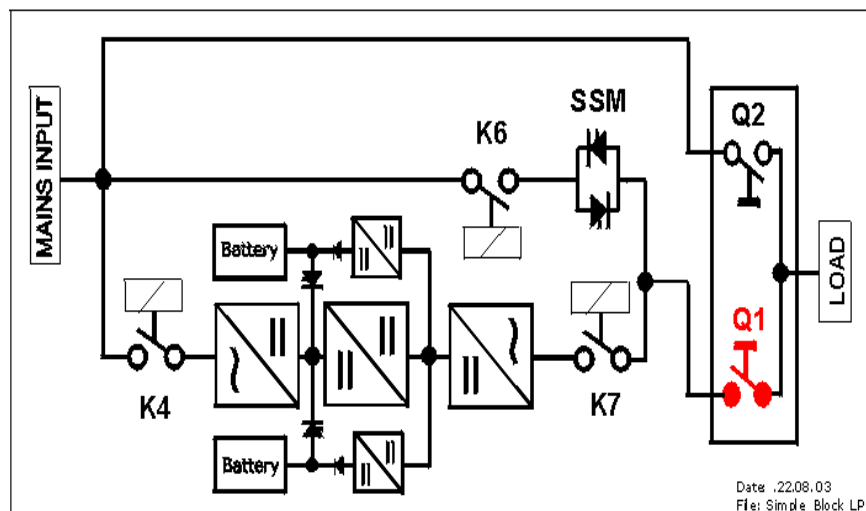 SSM
Q2
K6
MAINS INPUT
Battery
LOAD
Q1
K4
K7
Battery
Date .22.08.03
File: Simple Block LP